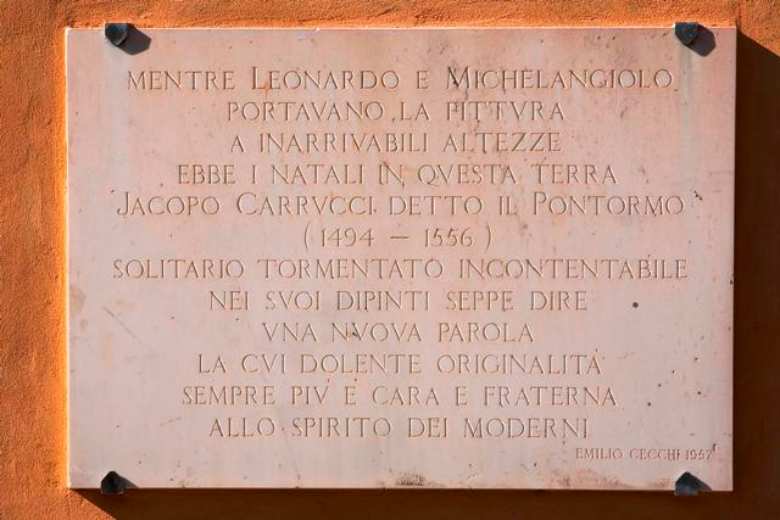 MENTRE LEONARDO E MICHELANGIOLO
PORTAVANO LA PITTVRA
A INARRIVABILI ALTEZZE
EBBE I NATALI IN QVESTA TERRA
JACOPO CARRVCCI DETTO IL PONTORMO
(1494 – 1556)
SOLITARIO TORMENTATO INCONTENTABILE
NEI SVOI DIPINTI SEPPE DIRE
VNA NVOVA PAROLA
LA CVI DOLENTE ORIGINALITÀ
SEMPRE PIV E CARA E FRATERNA
ALLO SPIRITO DEI MODERNI
EMILIO CECCHI 1957